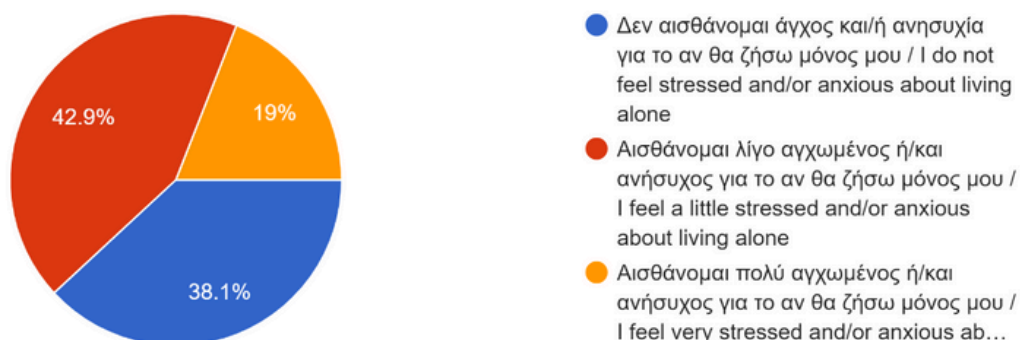 42.9%
19%
38.1%
Δεν αισθάνομαι άγχος και/ή ανησυχία
για το αν θα ζήσω μόνος μου / I do not
feel stressed and/or anxious about living
alone
Αισθάνομαι λίγο αγχωμένος ή/και
ανήσυχος για το αν θα ζήσω μόνος μου /
I feel a little stressed and/or anxious
about living alone
Αισθάνομαι πολύ αγχωμένος ή/και
ανήσυχος για το αν θα ζήσω μόνος μου /
I feel very stressed and/or anxious ab…